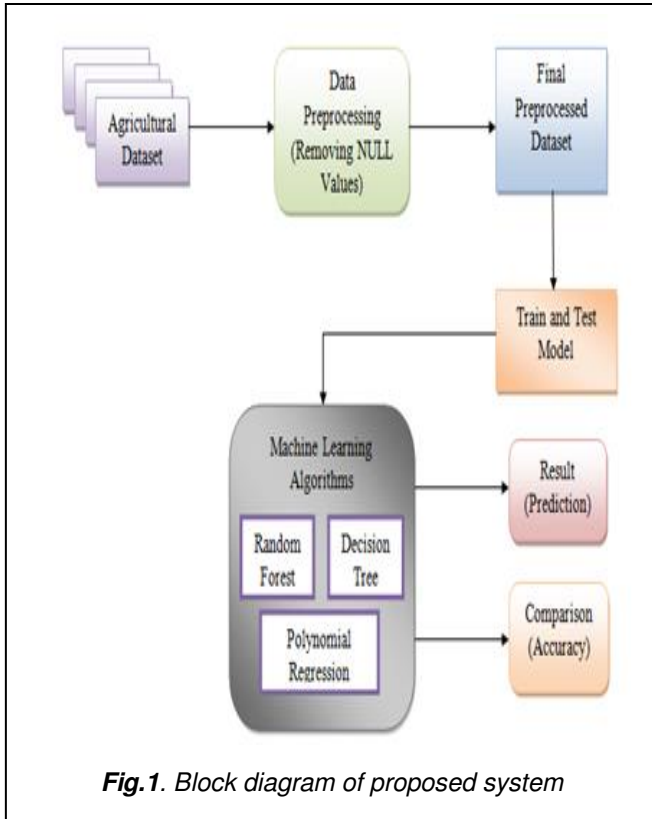 Agricultural
Dataset
Data
Preprocessing
(Removing NULL
Values)
Final
Preprocessed
Dataset
Train and Test
Model
Machine Learning
Algorithms
Random
Forest
Decision
Tree
Polynomial
Regression
Result
(Prediction)
Comparison
(Accuracy)
Fig.1. Block diagram of proposed system